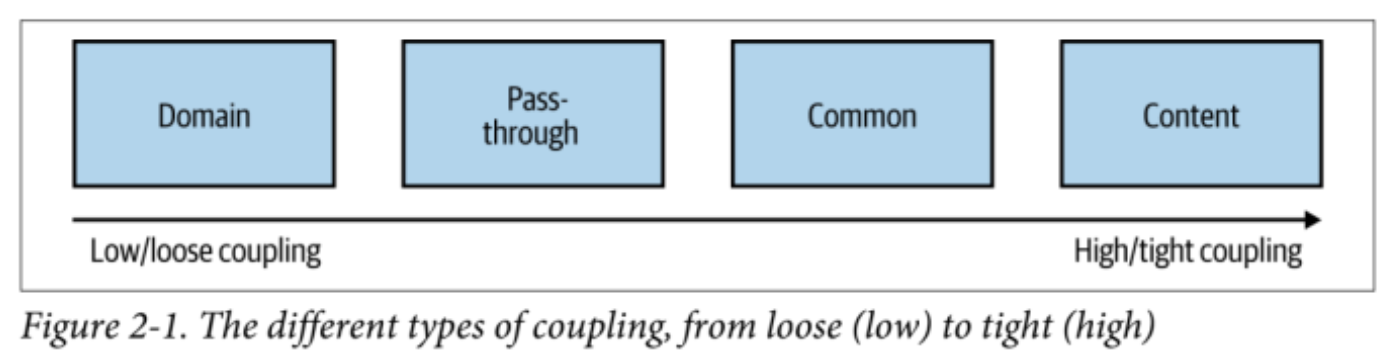 Domain
Pass-
through
Common
Content
Low/loose coupling
High/tight coupling
Figure 2-1. The different types of coupling, from loose (low) to tight (high)